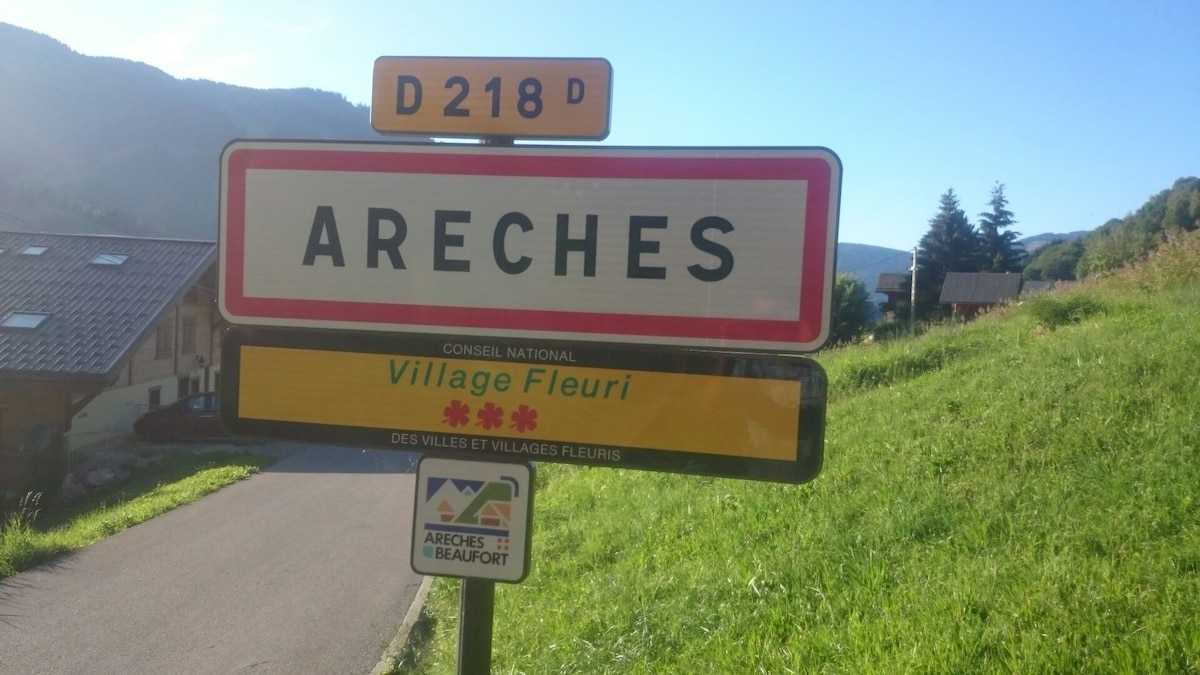 D 218 D
ARECHES
CONSEIL NATIONAL
Village Fleuri
DES VILLES ET VILLAGES FLEURIS
ARECHES
BEAUFORT